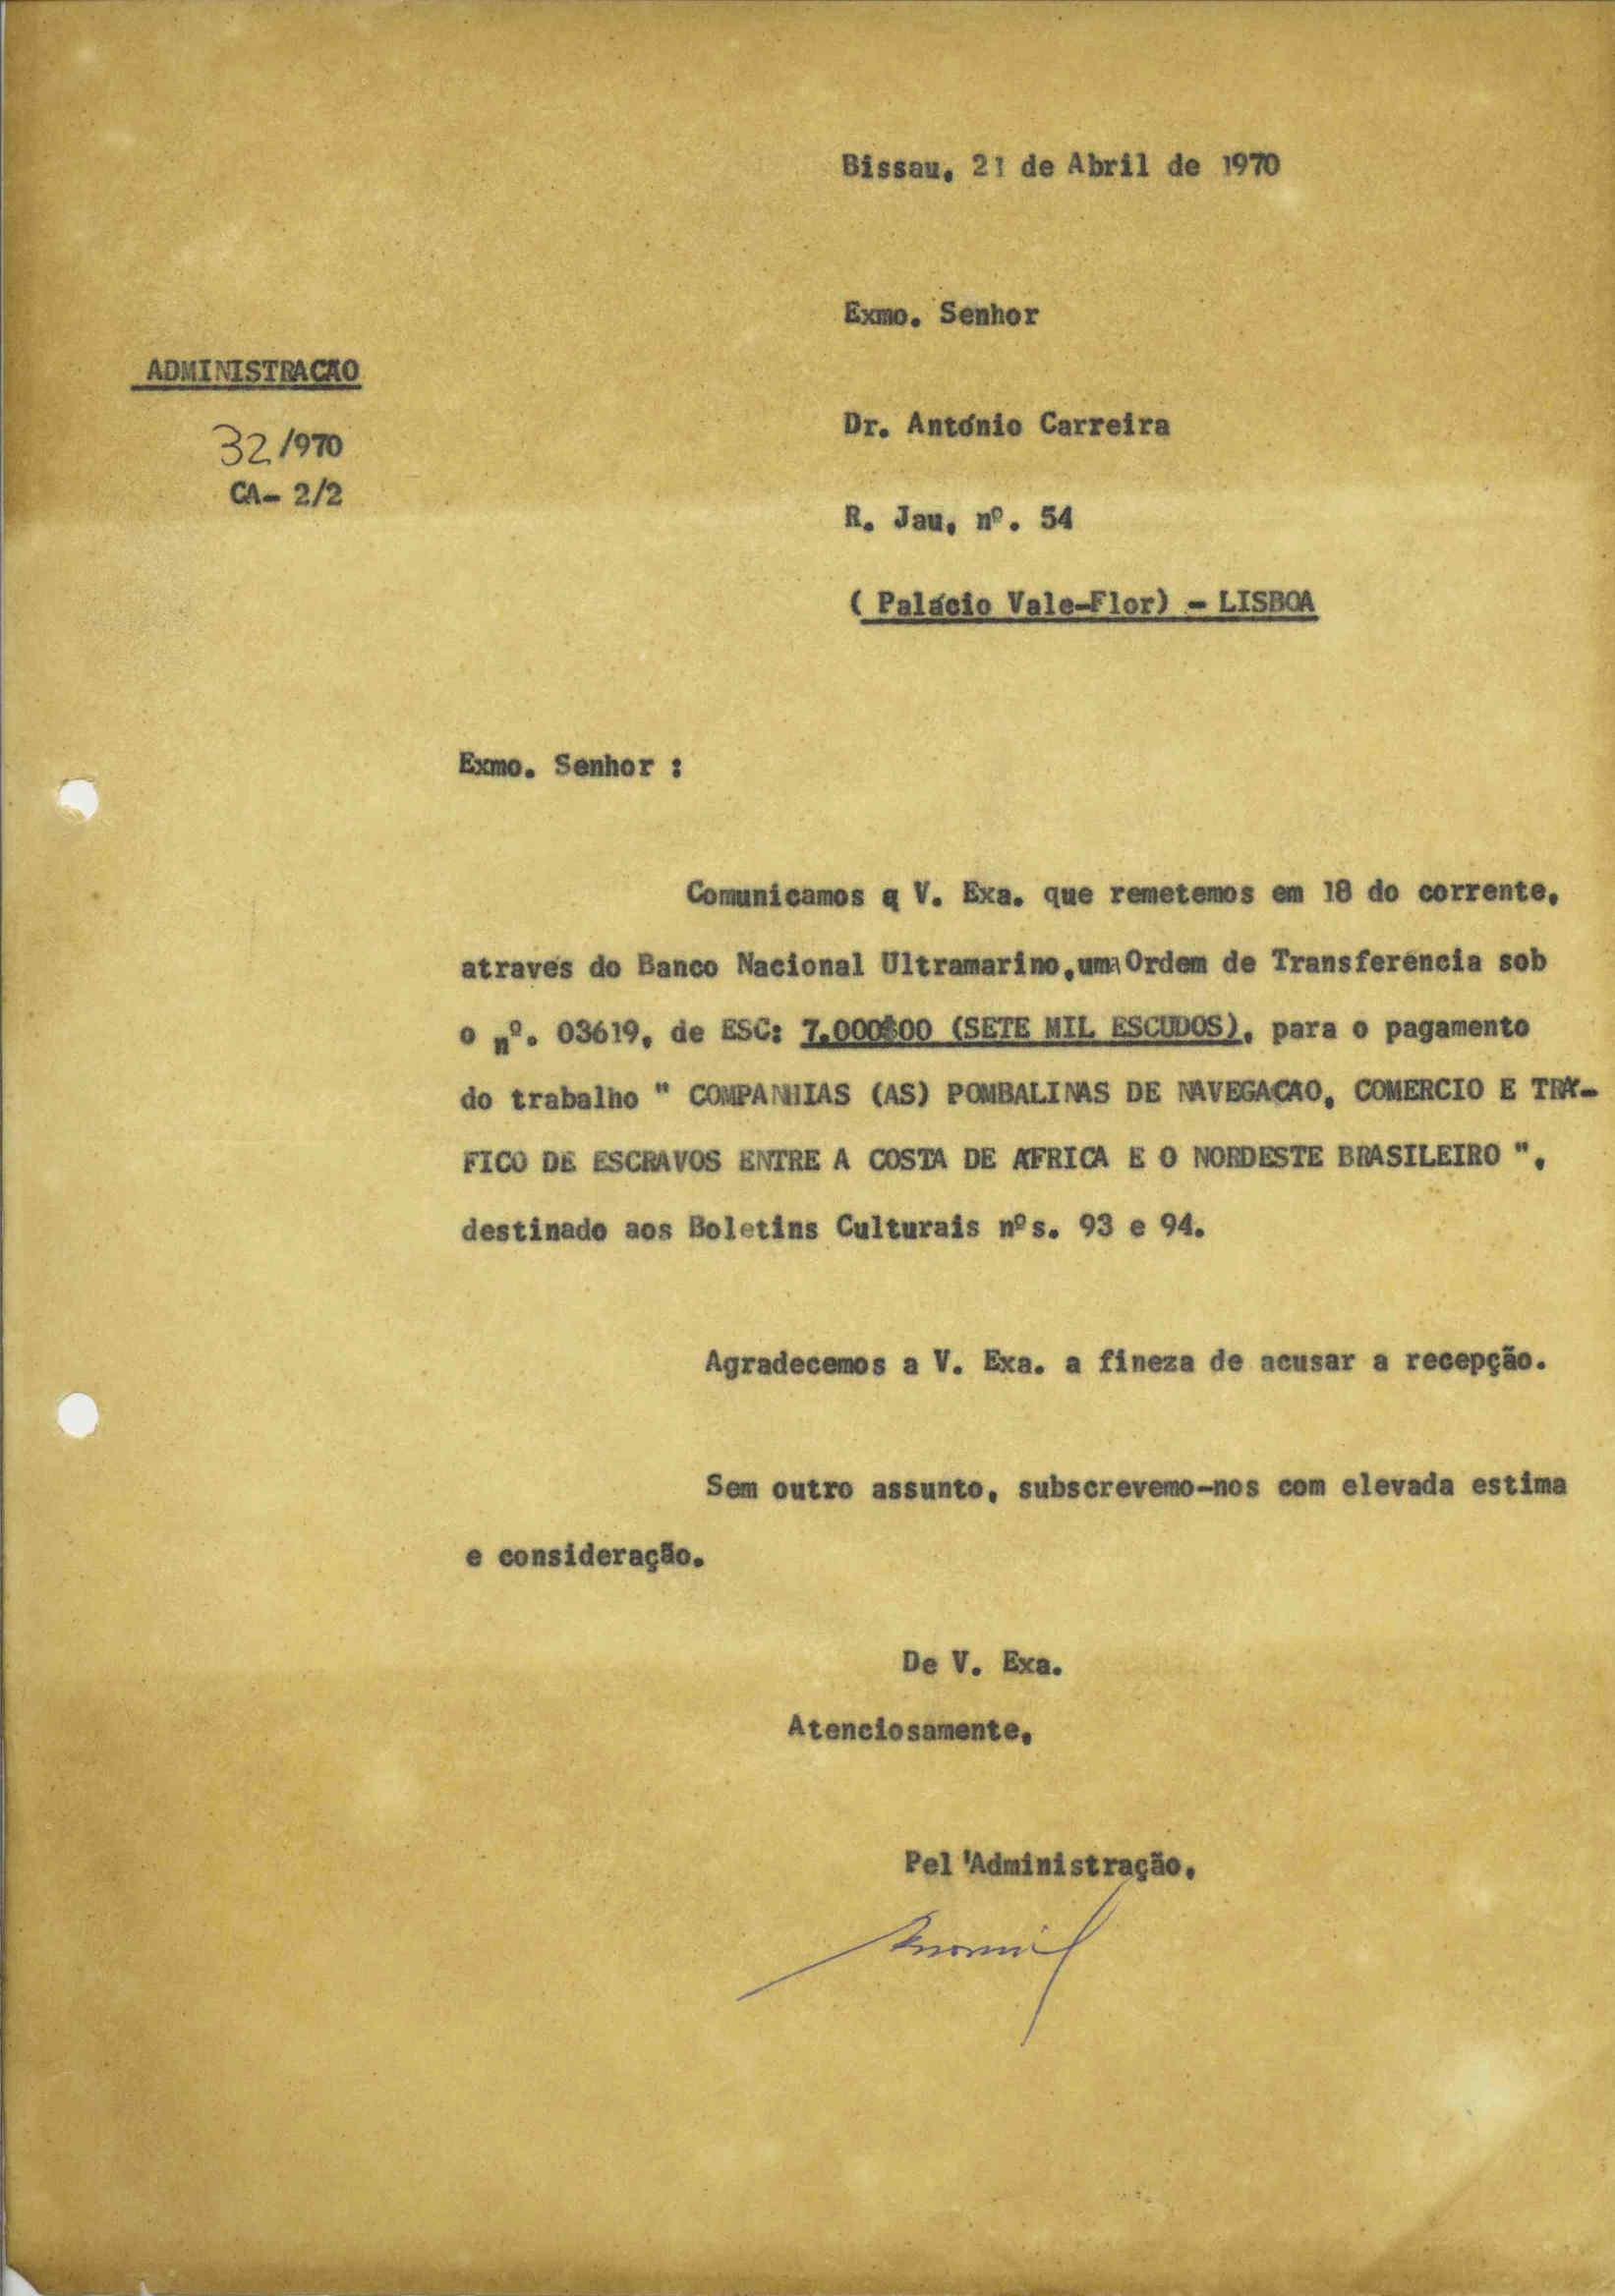 Bissau, 21 de Abril de 1970
Exmo. Senhor
ADMINISTRACAO
Dr. António Carreira
32/970
CA- 2/2
R. Jau, nº. 54
( Palácio Vale-Flor) - LISBOA
Exmo. Senhor :
Comunicamos a V. Exa. que remetemos em 18 do corrente,
através do Banco Nacional Ultramarino, uma Ordem de Transferência sob
o nº. 03619, de ESC: 7.000$00 (SETE MIL ESCUDOS), para o pagamento
do trabalho " COMPANHIAS (AS) POMBALINAS DE NAVEGACAO, COMERCIO E TRÁ-
FICO DE ESCRAVOS ENTRE A COSTA DE ÁFRICA E O NORDESTE BRASILEIRO ",
destinado aos Boletins Culturais nºs. 93 e 94.
Agradecemos a V. Exa. a fineza de acusar a recepção.
Sem outro assunto, subscrevemo-nos com elevada estima
e consideração.
De V. Exa.
Atenciosamente,
Pel'Administração,